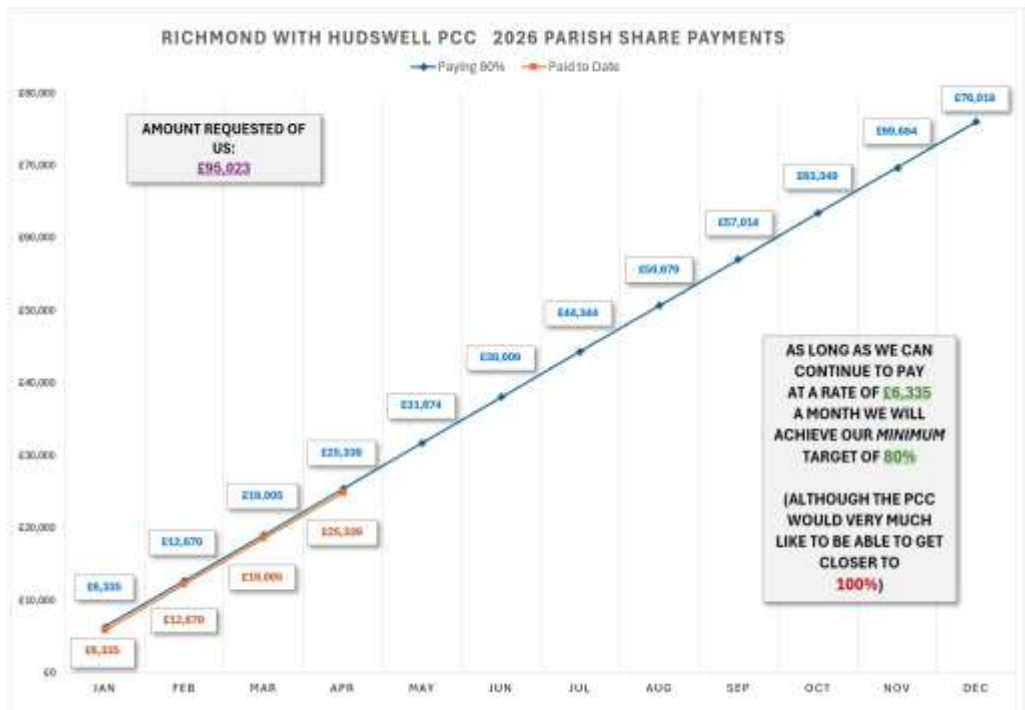 RICHMOND WITH HUDSWELL PCC 2026 PARISH SHARE PAYMENTS
Paying 80% Paid to Date
£80,000
£70,000
£60,000
£50,000
£40,000
£30,000
£20,000
£10,000
£0
AMOUNT REQUESTED OF
US:
£95,023
£6,335
£12,670
£19,005
£25,339
£31,674
£38,009
£44,344
£50,679
£57,014
£63,349
£69,684
£76,018
£6,335
£12,670
£19,005
£25,339
AS LONG AS WE CAN
CONTINUE TO PAY
AT A RATE OF £6,335
A MONTH WE WILL
ACHIEVE OUR MINIMUM
TARGET OF 80%
(ALTHOUGH THE PCC
WOULD VERY MUCH
LIKE TO BE ABLE TO GET
CLOSER TO
100%)
JAN FEB MAR APR MAY JUN JUL AUG SEP OCT NOV DEC